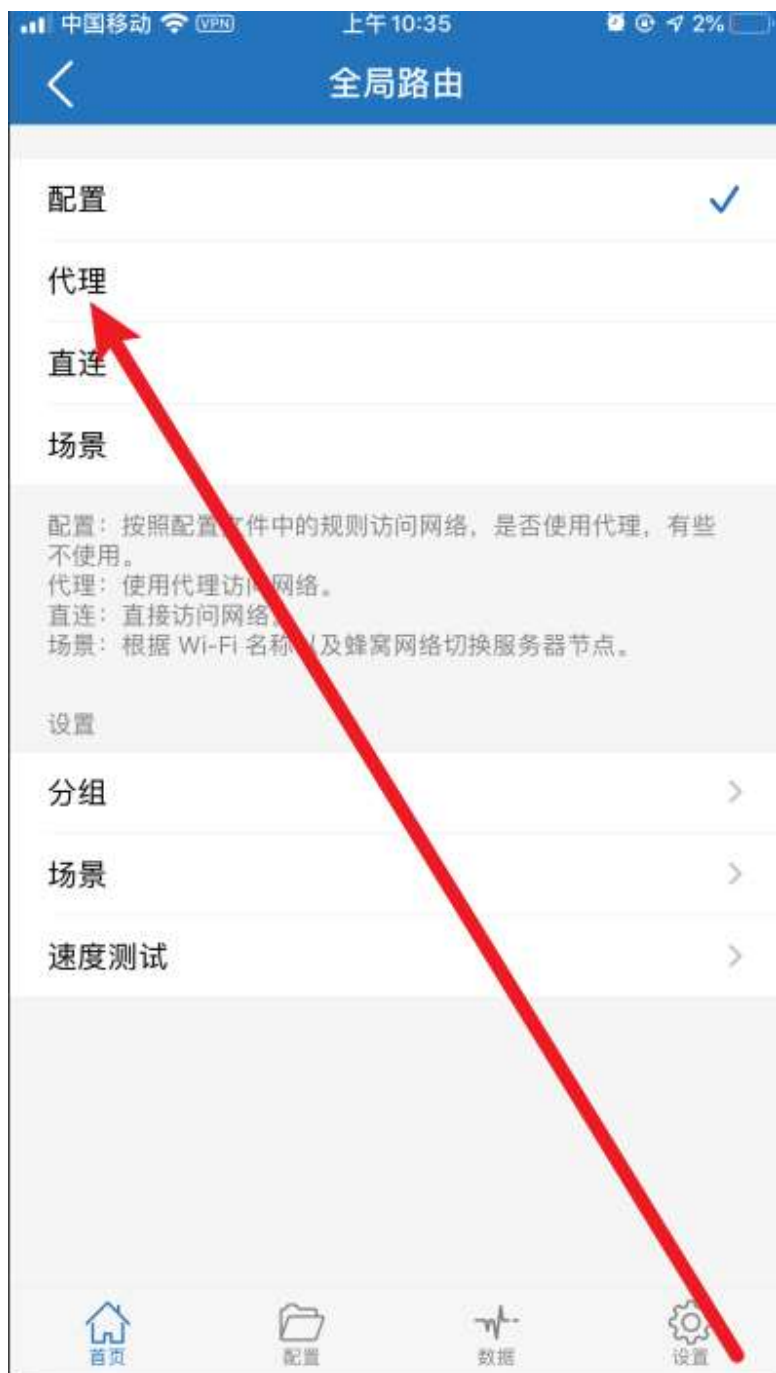 中国移动 VPN 上午10:35 2%
全局路由
配置
代理
直连
场景
配置：按照配置文件中的规则访问网络，是否使用代理，有些
不使用。
代理：使用代理访问网络。
直连：直接访问网络。
场景：根据 Wi-Fi 名称以及蜂窝网络切换服务器节点。
设置
分组
场景
速度测试
首页 配置 数据 设置